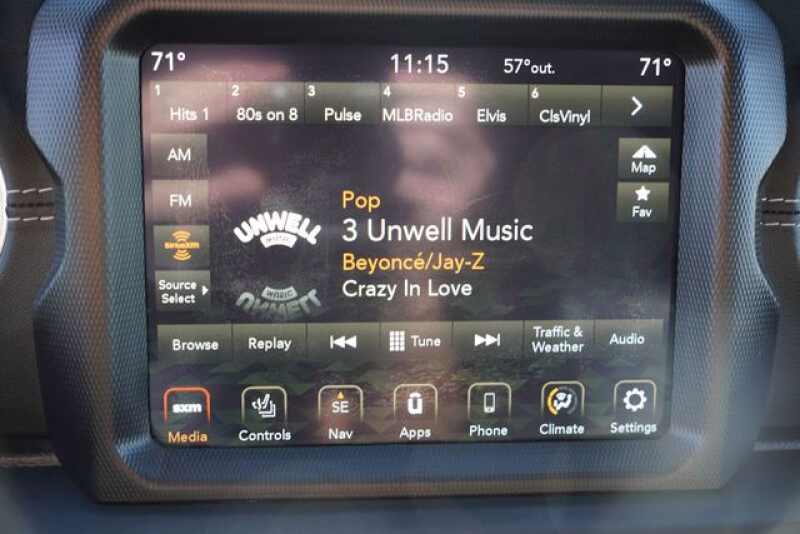 71° 11:15 57°out. 71°
1 2 3 4 5 6
Hits 1 80s on 8 Pulse MLBRadio Elvis ClsVinyl
AM
Map
FM
Fav
SiriusXM
Source
Select
UNWELL
MUSIC
Pop
3 Unwell Music
Beyoncé/Jay-Z
Crazy In Love
Browse Replay Tune Traffic & Weather Audio
sxm SE u
Media Controls Nav Apps Phone Climate Settings